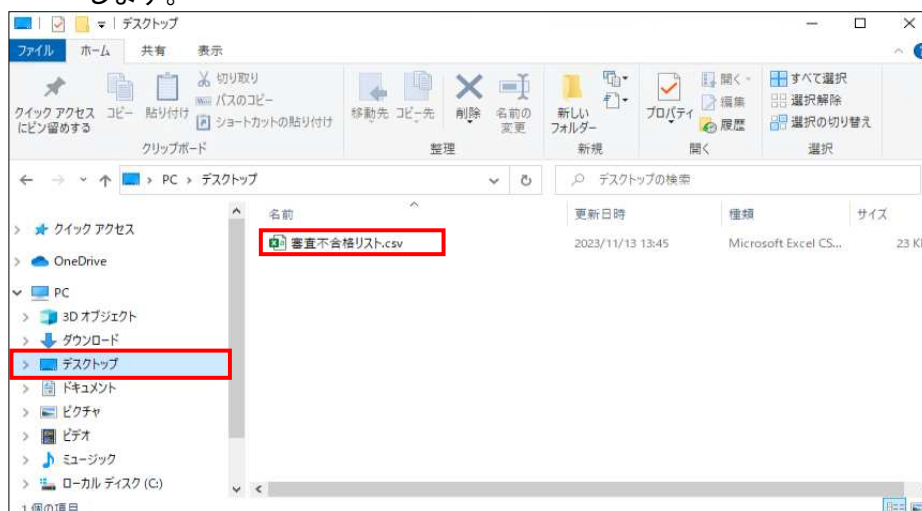 します。
デスクトップ
ファイル ホーム 共有 表示
クイック アクセス
にピン留めする
コピー
貼り付け
切り取り
パスのコピー
ショートカットの貼り付け
クリップボード
移動先 コピー先 削除 名前の
変更
整理
新しい
フォルダー
新規
プロパティ
開く
編集
履歴
開く
すべて選択
選択解除
選択の切り替え
選択
PC デスクトップ
デスクトップの検索
名前 更新日時 種類 サイズ
審査不合格リスト.csv 2023/11/13 13:45 Microsoft Excel CS... 23
クイック アクセス
OneDrive
PC
3D オブジェクト
ダウンロード
デスクトップ
ドキュメント
ピクチャ
ビデオ
ミュージック
ローカル ディスク (C:)
1 個の項目